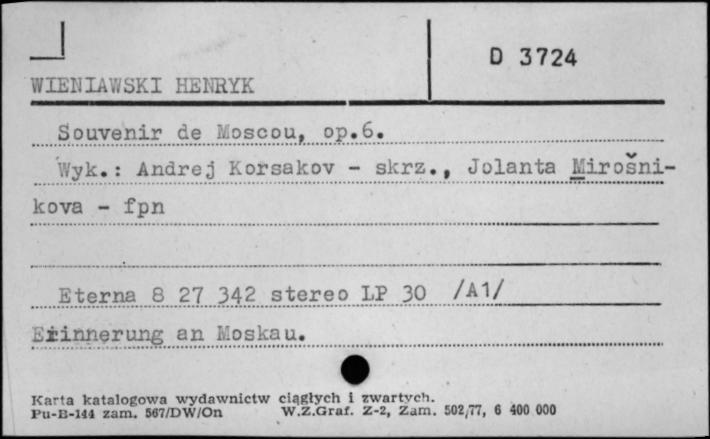 D 3724
WIENIAWSKI HENRYK
Souvenir de Moscou, op.6.
Wyk.: Andrej Korsakov - skrz., Jolanta Mirošni-
kova - fpn
Eterna 8 27 342 stereo LP 30 /A1/
Erinnerung an Moskau.
Karta katalogowa wydawnictw ciągłych i zwartych.
Pu-B-144 zam. 567/DW/On W.Z.Graf. Z-2, Zam. 502/77, 6 400 000